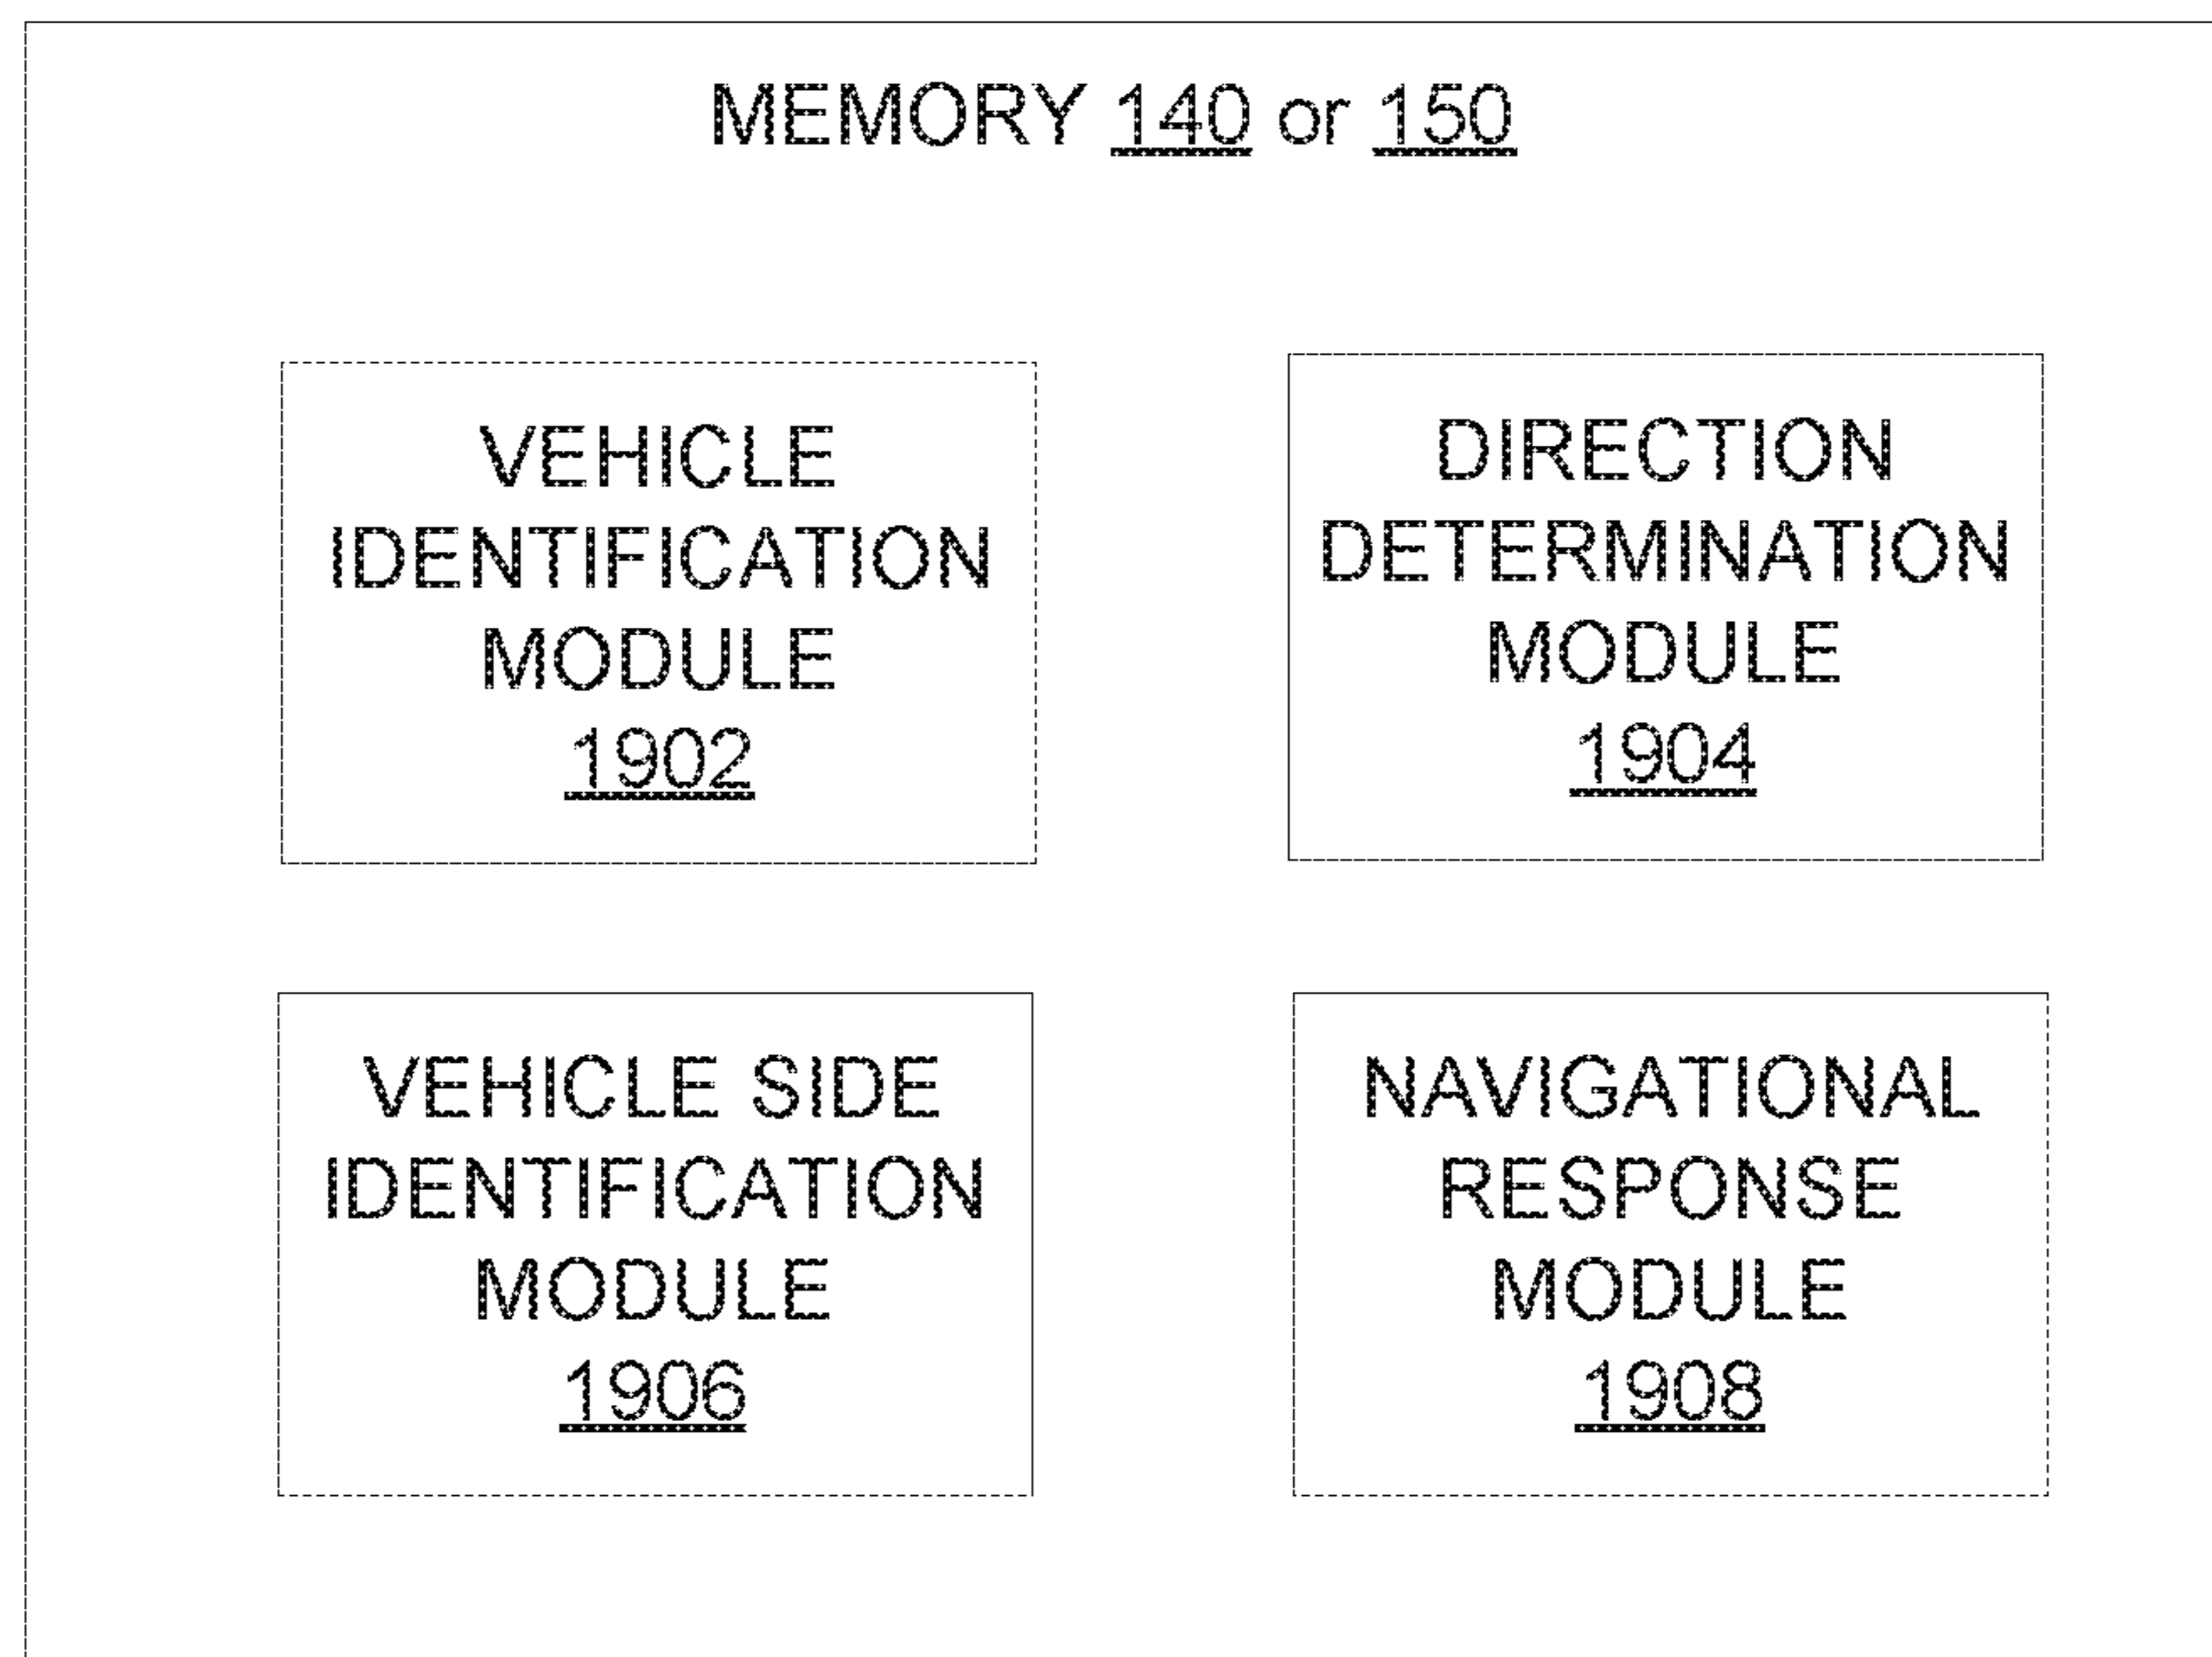 MEMORY 140 or 150
VEHICLE
IDENTIFICATION
MODULE
1902
DIRECTION
DETERMINATION
MODULE
1904
VEHICLE SIDE
IDENTIFICATION
MODULE
1906
NAVIGATIONAL
RESPONSE
MODULE
1908